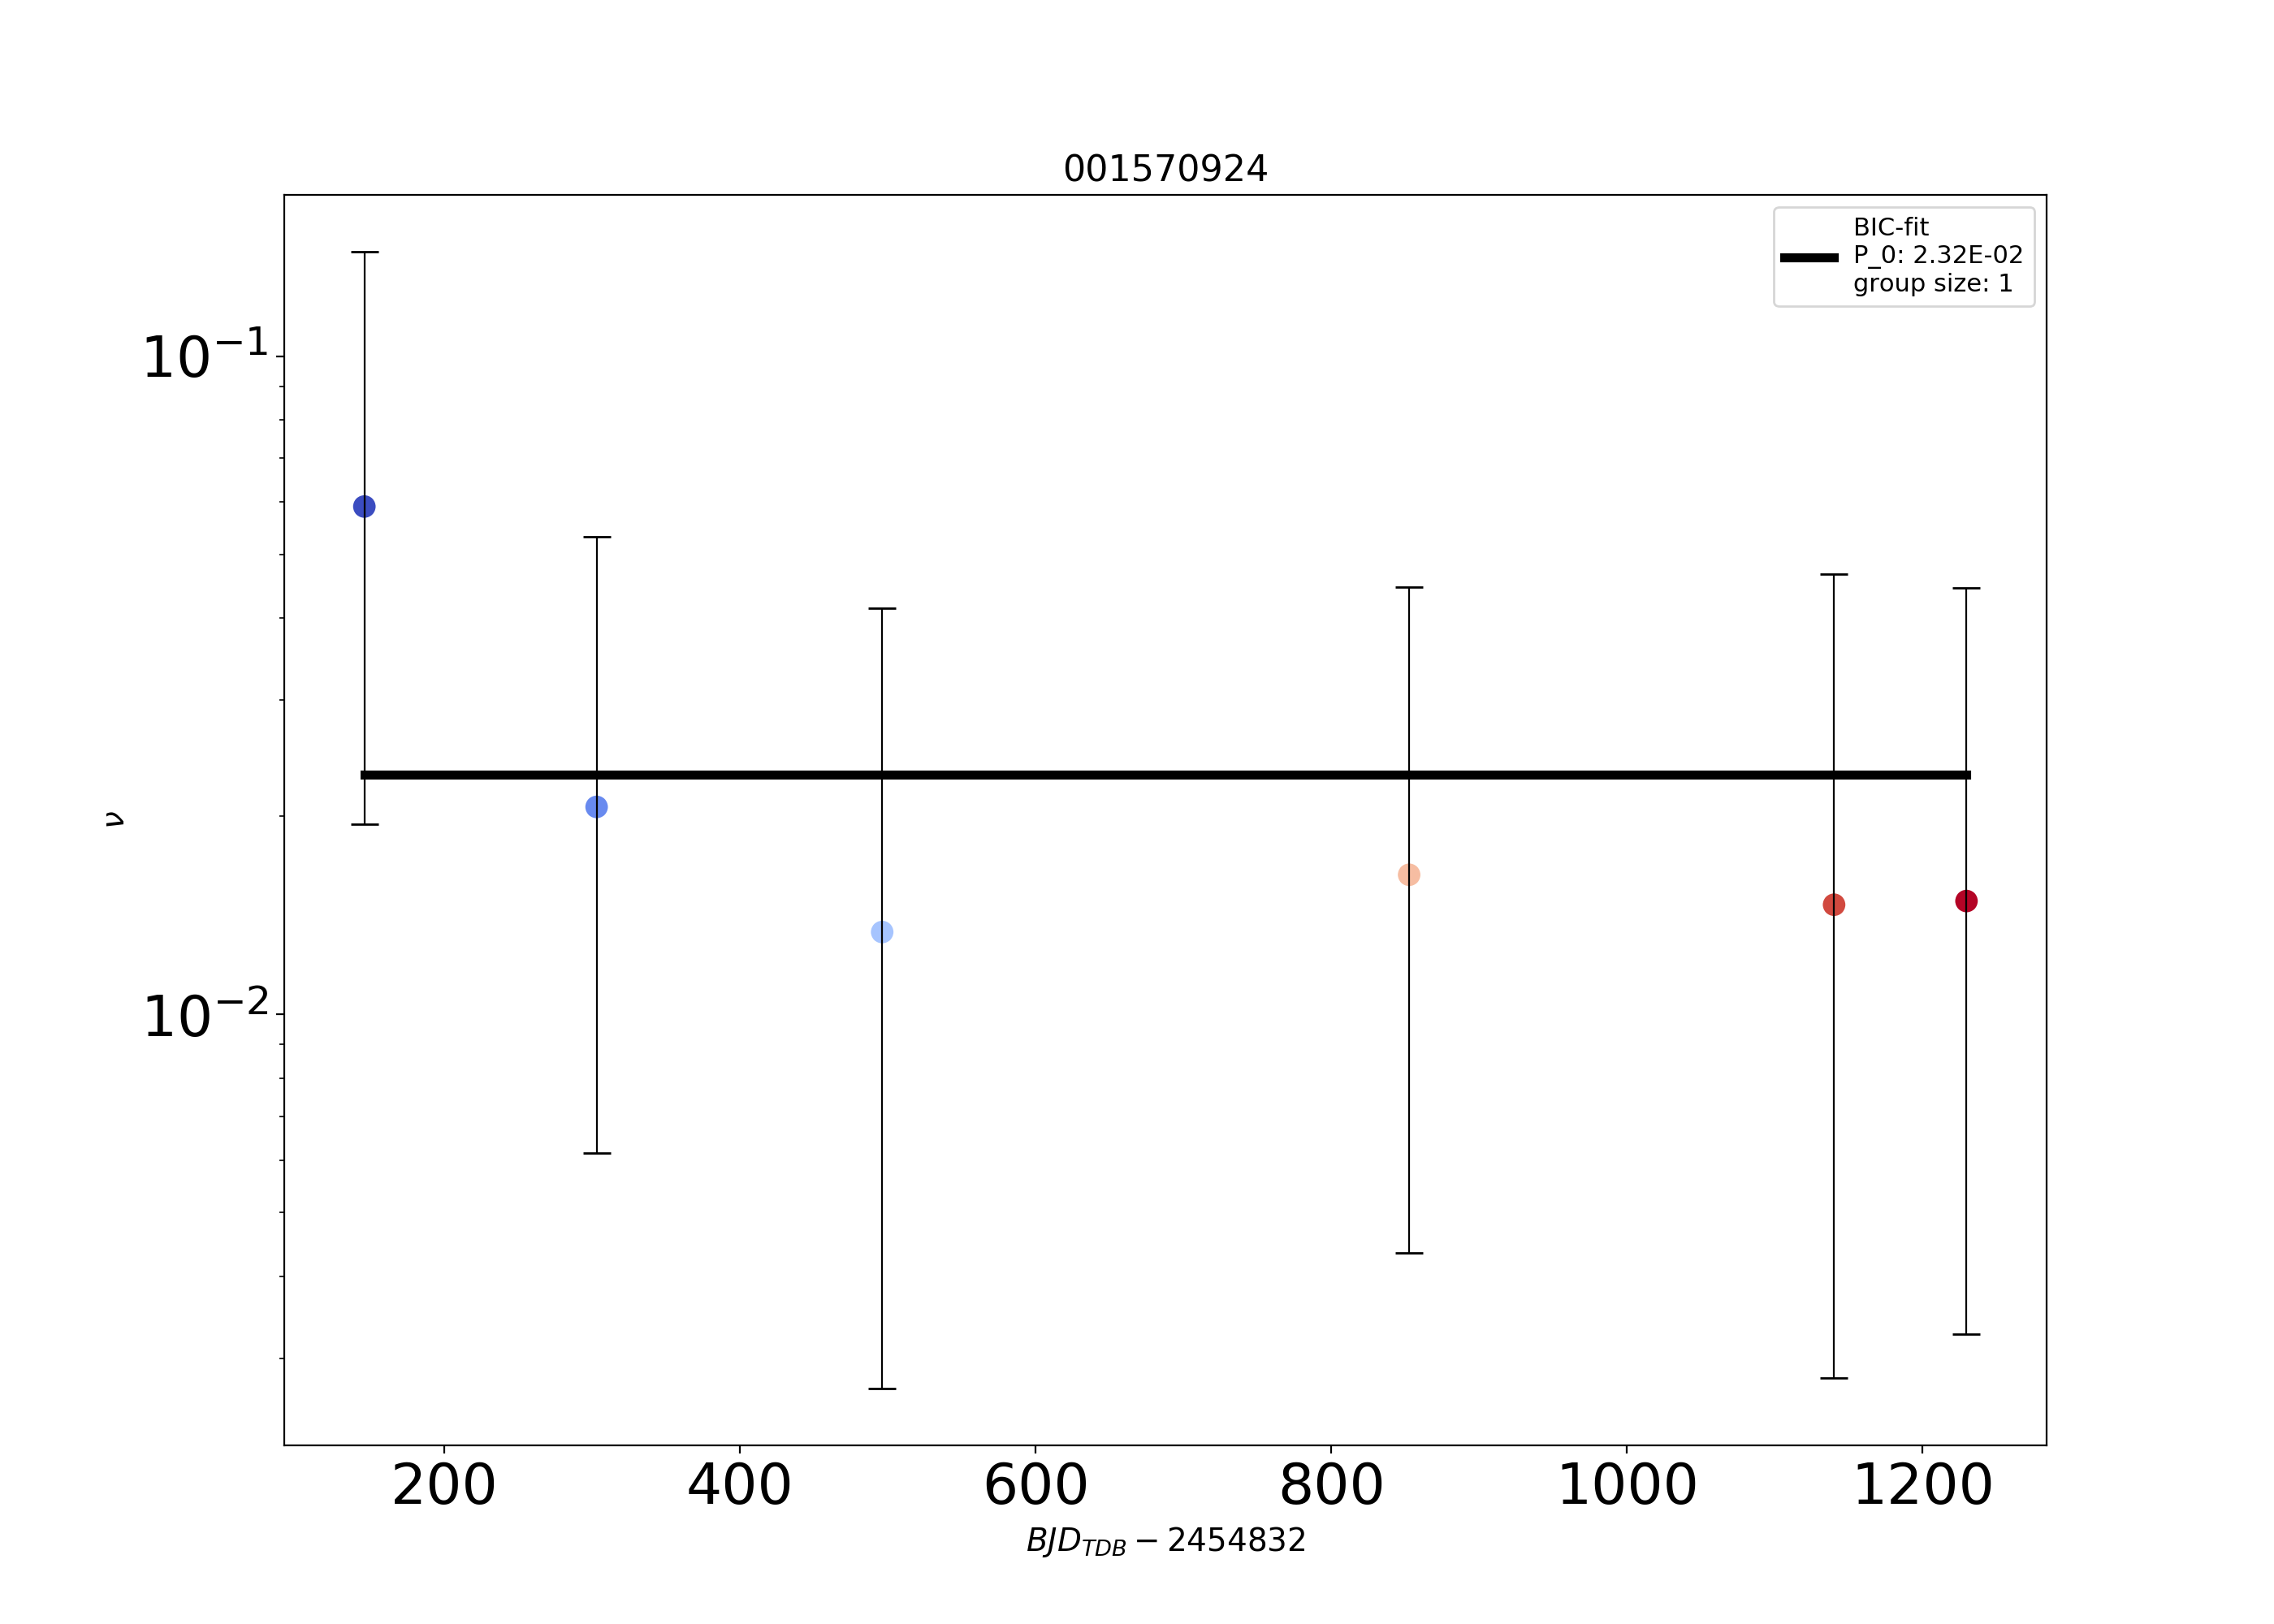 001570924
BIC-fit
P_0: 2.32E-02
group size: 1
10⁻¹
10⁻²
ν
200 400 600 800 1000 1200
BJD_TDB − 2454832